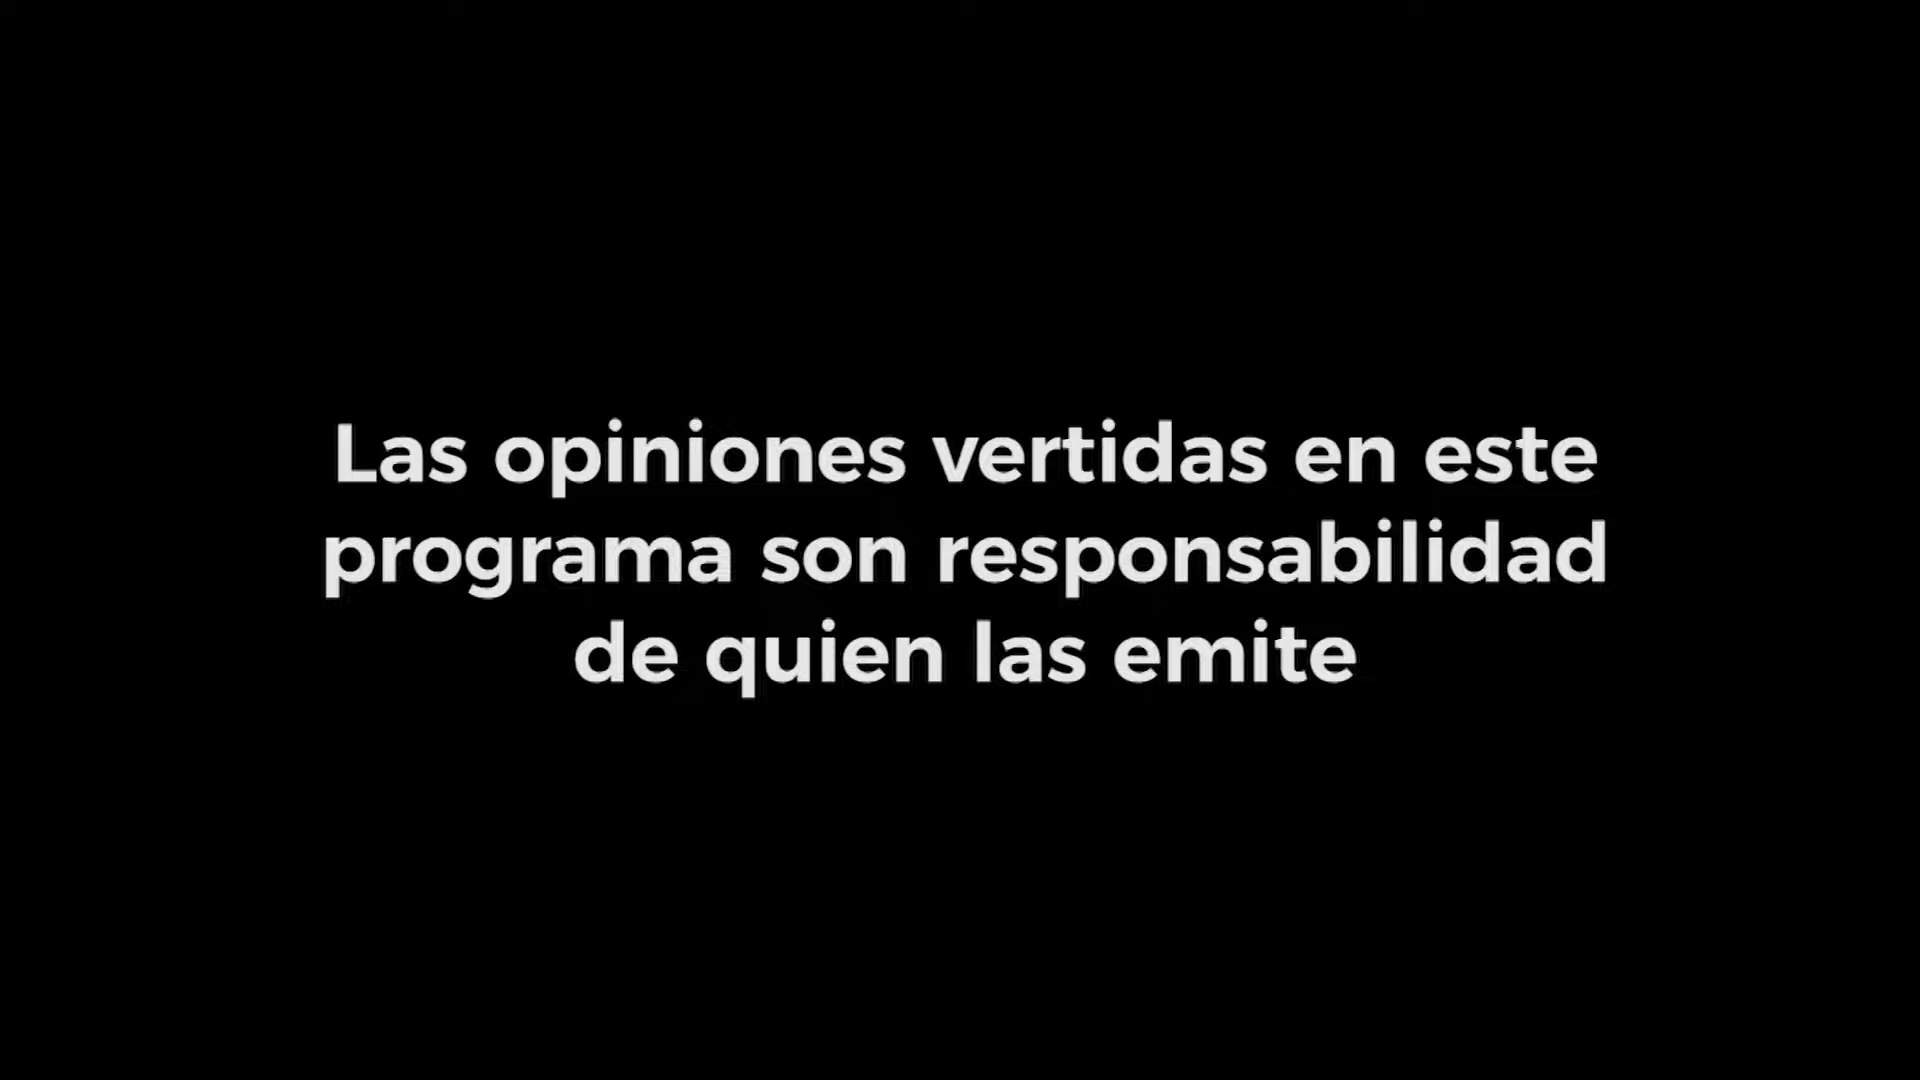 Las opiniones vertidas en este
programa son responsabilidad
de quien las emite